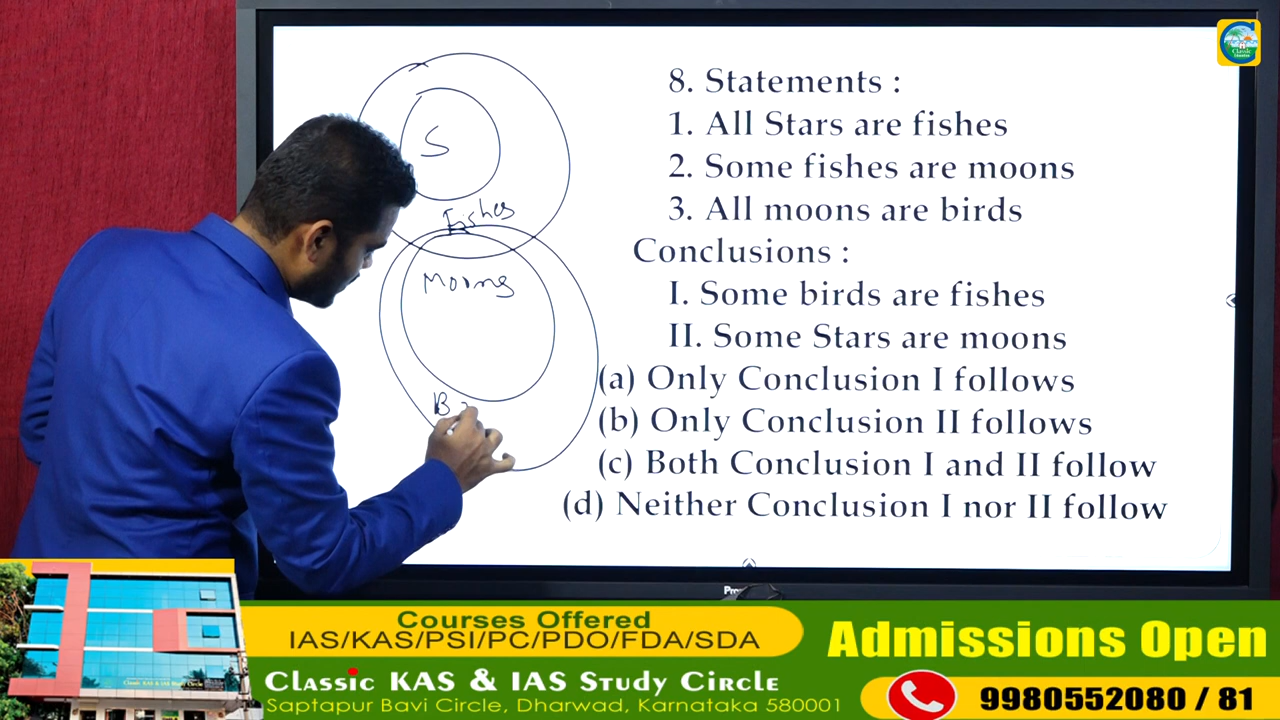 8. Statements :
1. All Stars are fishes
2. Some fishes are moons
3. All moons are birds
Conclusions :
I. Some birds are fishes
II. Some Stars are moons
(a) Only Conclusion I follows
(b) Only Conclusion II follows
(c) Both Conclusion I and II follow
(d) Neither Conclusion I nor II follow
S
Fishes
Moons
B
Courses Offered
IAS/KAS/PSI/PC/PDO/FDA/SDA
Classic KAS & IAS Study Circle
Saptapur Bavi Circle, Dharwad, Karnataka 580001
Admissions Open
9980552080 / 81